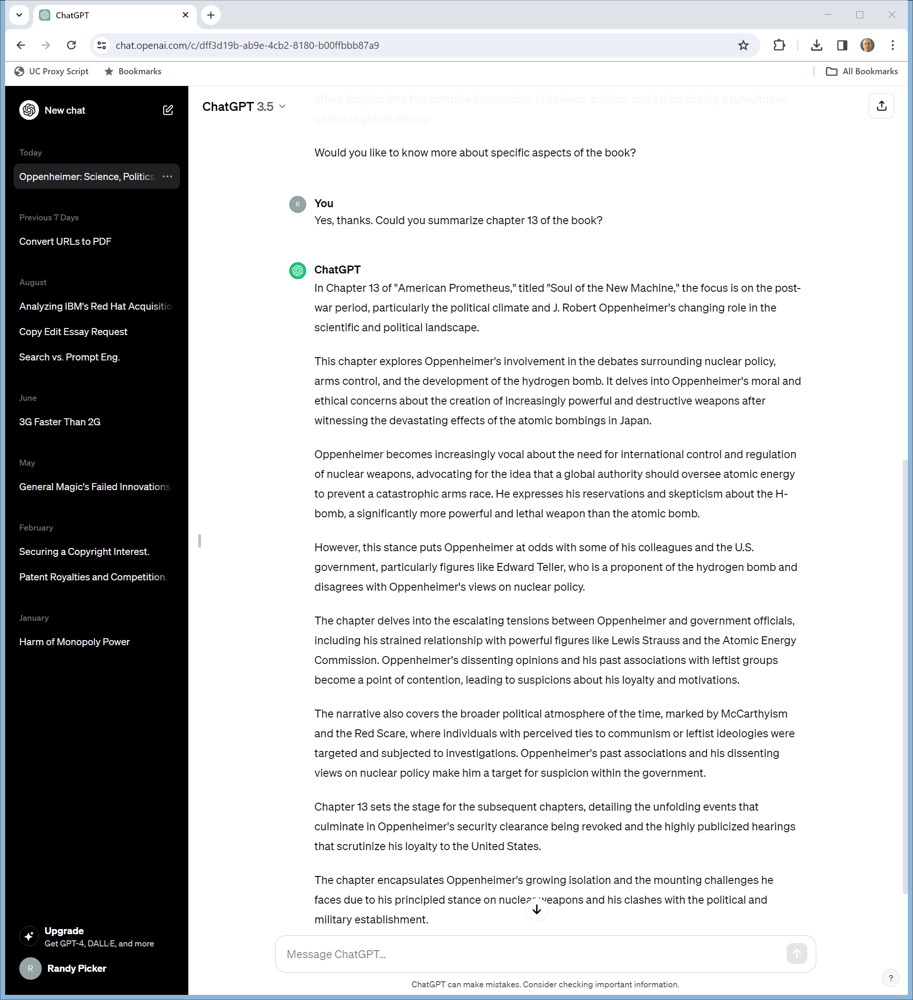 ChatGPT
chat.openai.com/c/dff3d19b-ab9e-4cb2-8180-b00ffbbb87a9
UC Proxy Script
Bookmarks
All Bookmarks
New chat
Today
Oppenheimer: Science, Politics
Previous 7 Days
Convert URLs to PDF
August
Analyzing IBM's Red Hat Acquisitio
Copy Edit Essay Request
Search vs. Prompt Eng.
June
3G Faster Than 2G
May
General Magic's Failed Innovations
February
Securing a Copyright Interest.
Patent Royalties and Competition.
January
Harm of Monopoly Power
Upgrade
Get GPT-4, DALL·E, and more
R
Randy Picker
ChatGPT 3.5
offers insights into the complex intersection of science, politics, and ethics during a tumultuous
period in global history.
Would you like to know more about specific aspects of the book?
R
You
Yes, thanks. Could you summarize chapter 13 of the book?
ChatGPT
In Chapter 13 of "American Prometheus," titled "Soul of the New Machine," the focus is on the post-
war period, particularly the political climate and J. Robert Oppenheimer's changing role in the
scientific and political landscape.
This chapter explores Oppenheimer's involvement in the debates surrounding nuclear policy,
arms control, and the development of the hydrogen bomb. It delves into Oppenheimer's moral and
ethical concerns about the creation of increasingly powerful and destructive weapons after
witnessing the devastating effects of the atomic bombings in Japan.
Oppenheimer becomes increasingly vocal about the need for international control and regulation
of nuclear weapons, advocating for the idea that a global authority should oversee atomic energy
to prevent a catastrophic arms race. He expresses his reservations and skepticism about the H-
bomb, a significantly more powerful and lethal weapon than the atomic bomb.
However, this stance puts Oppenheimer at odds with some of his colleagues and the U.S.
government, particularly figures like Edward Teller, who is a proponent of the hydrogen bomb and
disagrees with Oppenheimer's views on nuclear policy.
The chapter delves into the escalating tensions between Oppenheimer and government officials,
including his strained relationship with powerful figures like Lewis Strauss and the Atomic Energy
Commission. Oppenheimer's dissenting opinions and his past associations with leftist groups
become a point of contention, leading to suspicions about his loyalty and motivations.
The narrative also covers the broader political atmosphere of the time, marked by McCarthyism
and the Red Scare, where individuals with perceived ties to communism or leftist ideologies were
targeted and subjected to investigations. Oppenheimer's past associations and his dissenting
views on nuclear policy make him a target for suspicion within the government.
Chapter 13 sets the stage for the subsequent chapters, detailing the unfolding events that
culminate in Oppenheimer's security clearance being revoked and the highly publicized hearings
that scrutinize his loyalty to the United States.
The chapter encapsulates Oppenheimer's growing isolation and the mounting challenges he
faces due to his principled stance on nuclear weapons and his clashes with the political and
military establishment.
Message ChatGPT...
ChatGPT can make mistakes. Consider checking important information.
?